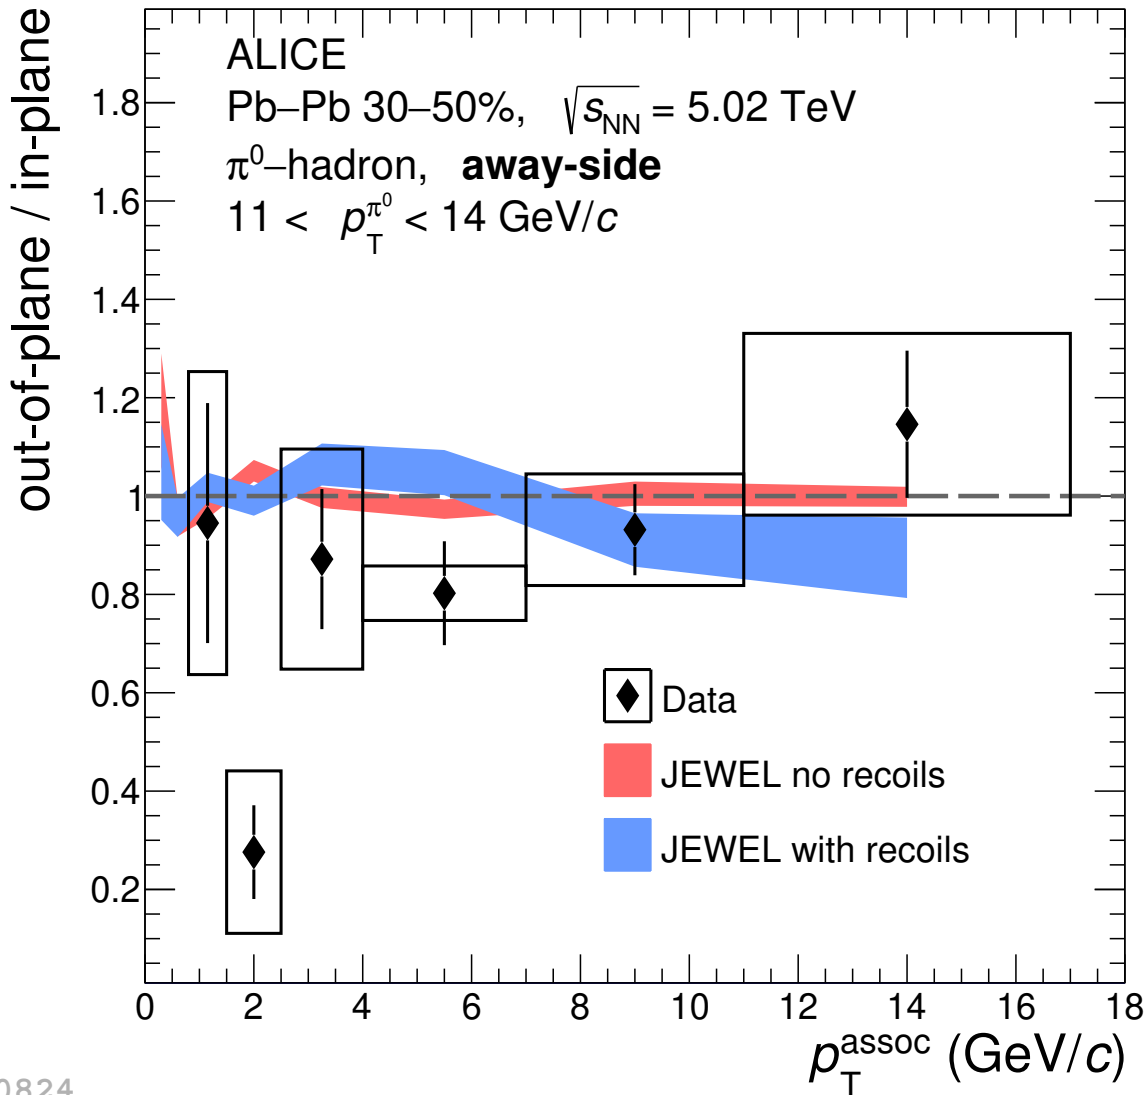 out-of-plane / in-plane
ALICE
Pb–Pb 30–50%, √sNN = 5.02 TeV
π0–hadron, away-side
11 < pTπ0 < 14 GeV/c
1.8
1.6
1.4
1.2
1
0.8
0.6
0.4
0.2
Data
JEWEL no recoils
JEWEL with recoils
0 2 4 6 8 10 12 14 16 18
pTassoc (GeV/c)